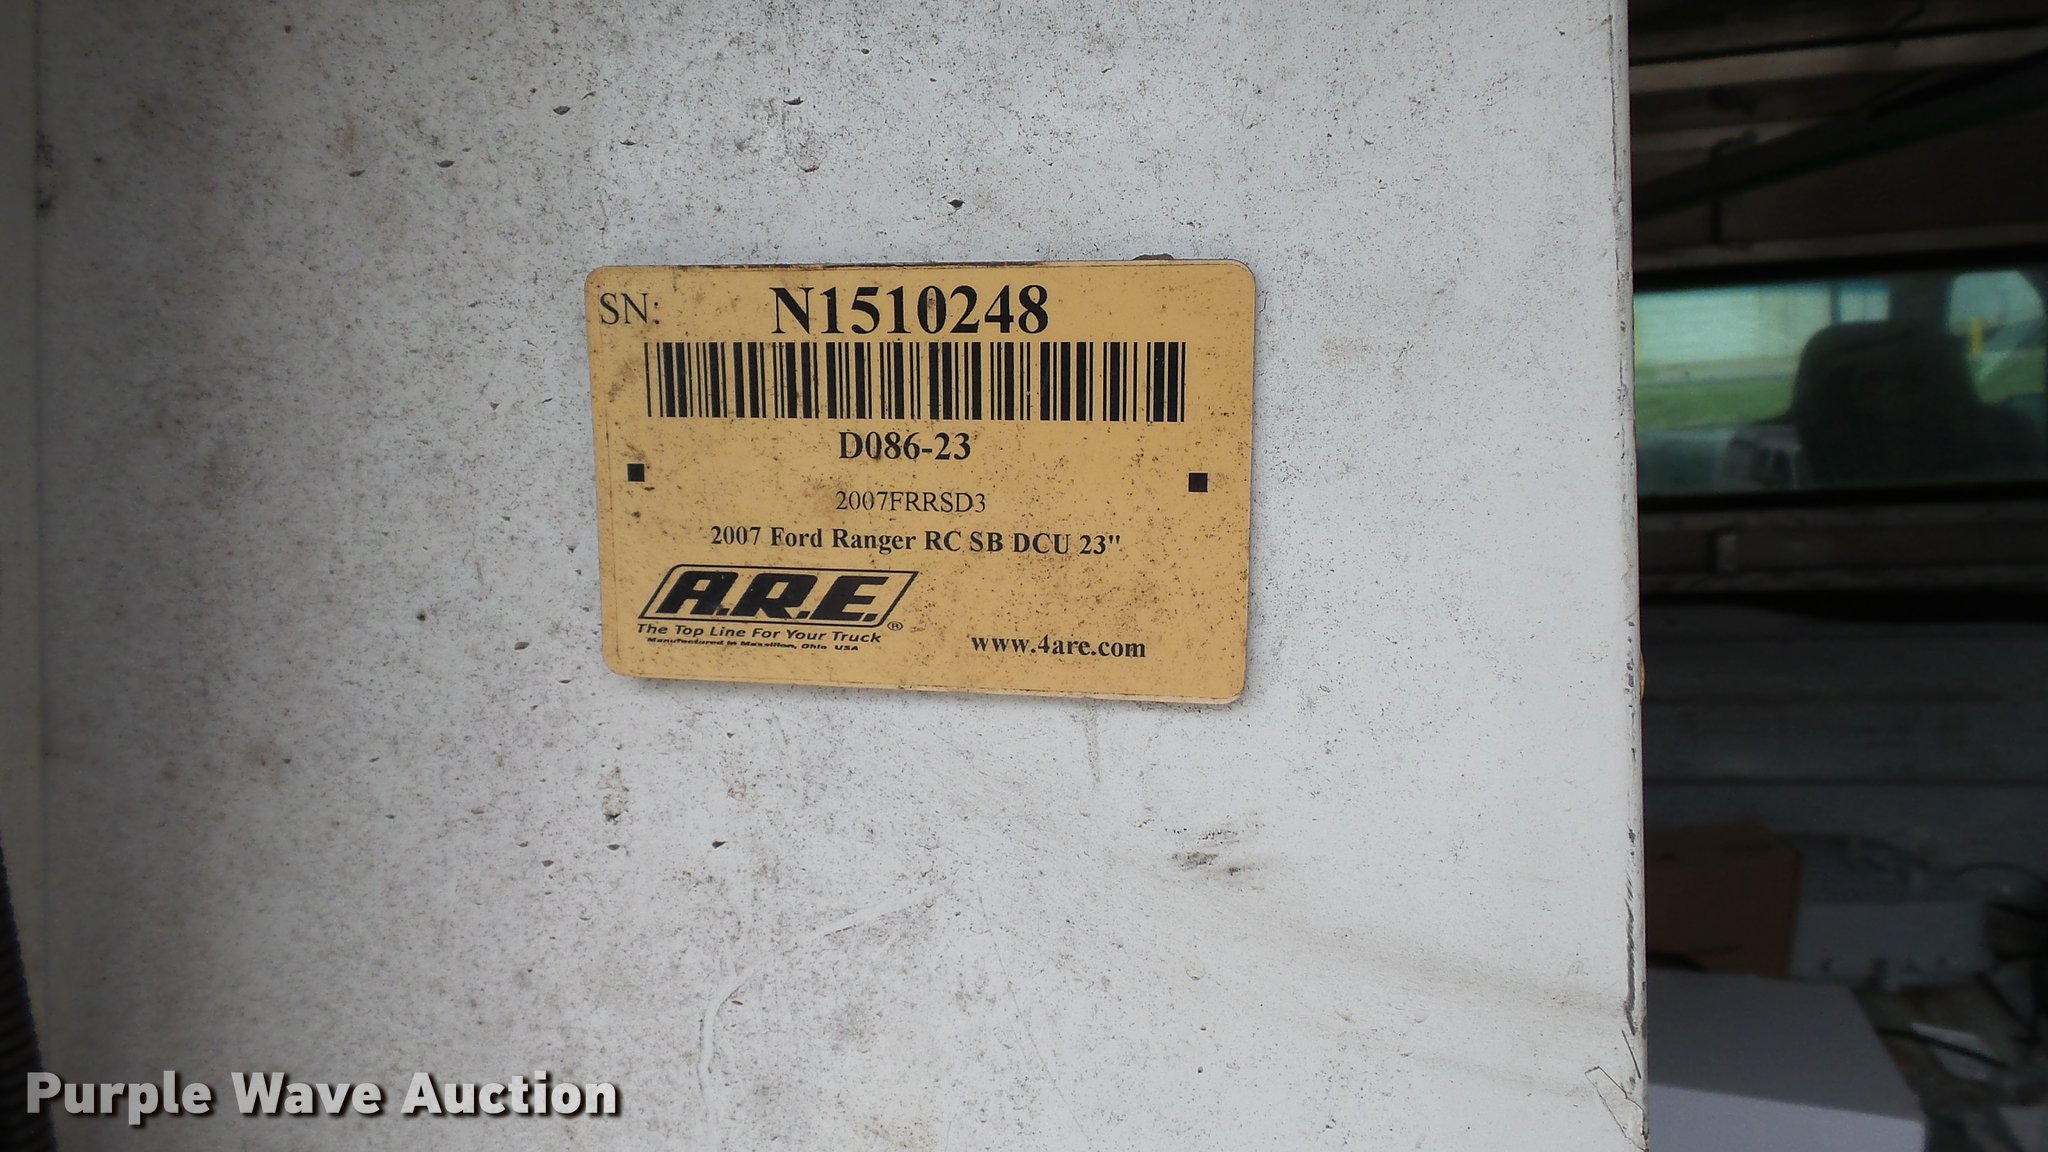 SN: N1510248
D086-23
2007FRRSD3
2007 Ford Ranger RC SB DCU 23"
A.R.E.®
The Top Line For Your Truck
Manufactured in Massillon, Ohio USA
www.4are.com
Purple Wave Auction